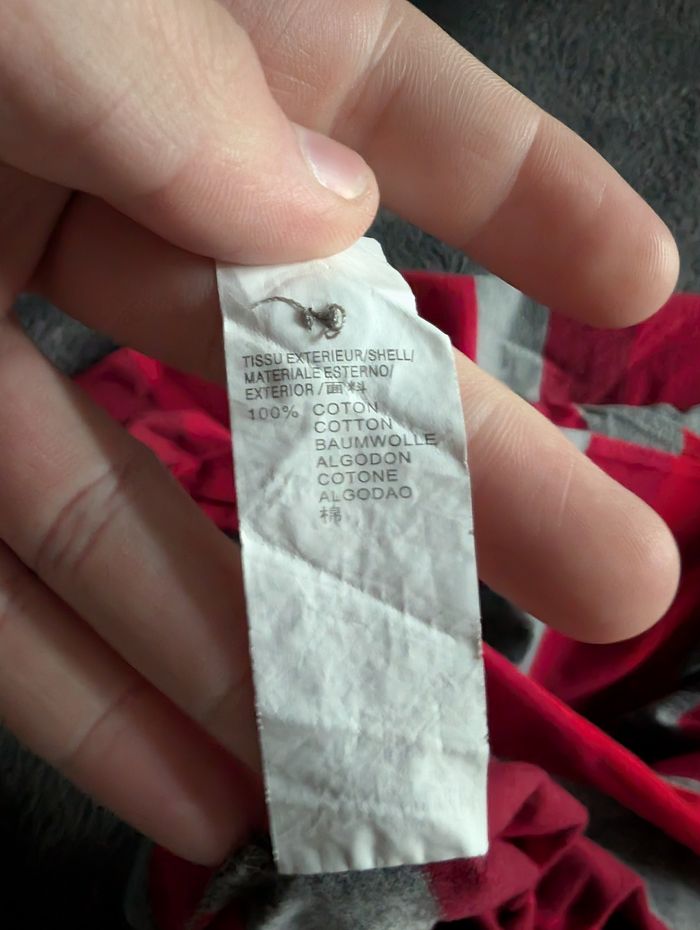 TISSU EXTERIEUR/SHELL/
MATERIALE ESTERNO/
EXTERIOR /面料
100% COTON
COTTON
BAUMWOLLE
ALGODON
COTONE
ALGODAO
棉